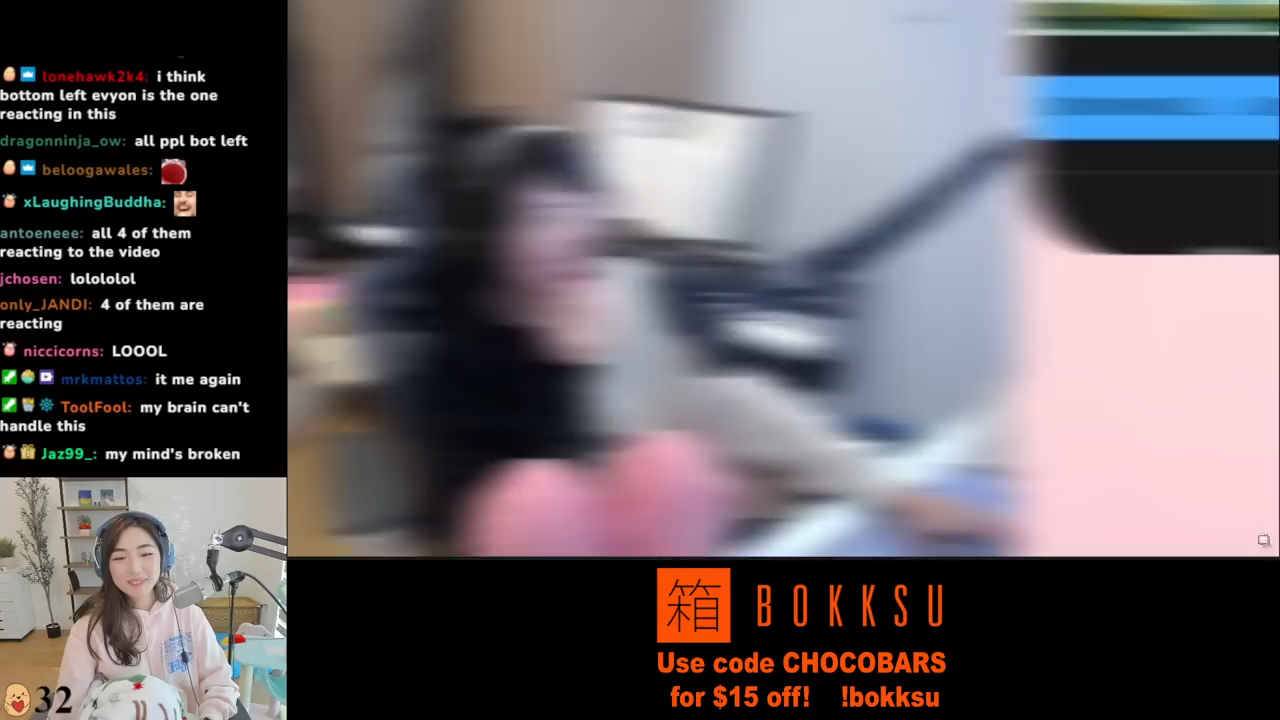 lonehawk2k4: i think
bottom left evyon is the one
reacting in this
dragonninja_ow: all ppl bot left
beloogawales:
xLaughingBuddha:
antoeneee: all 4 of them
reacting to the video
jchosen: lolololol
only_JANDI: 4 of them are
reacting
niccicorns: LOOOL
mrkmattos: it me again
ToolFool: my brain can't
handle this
Jaz99_: my mind's broken
32
箱 BOKKSU
Use code CHOCOBARS
for $15 off! !bokksu